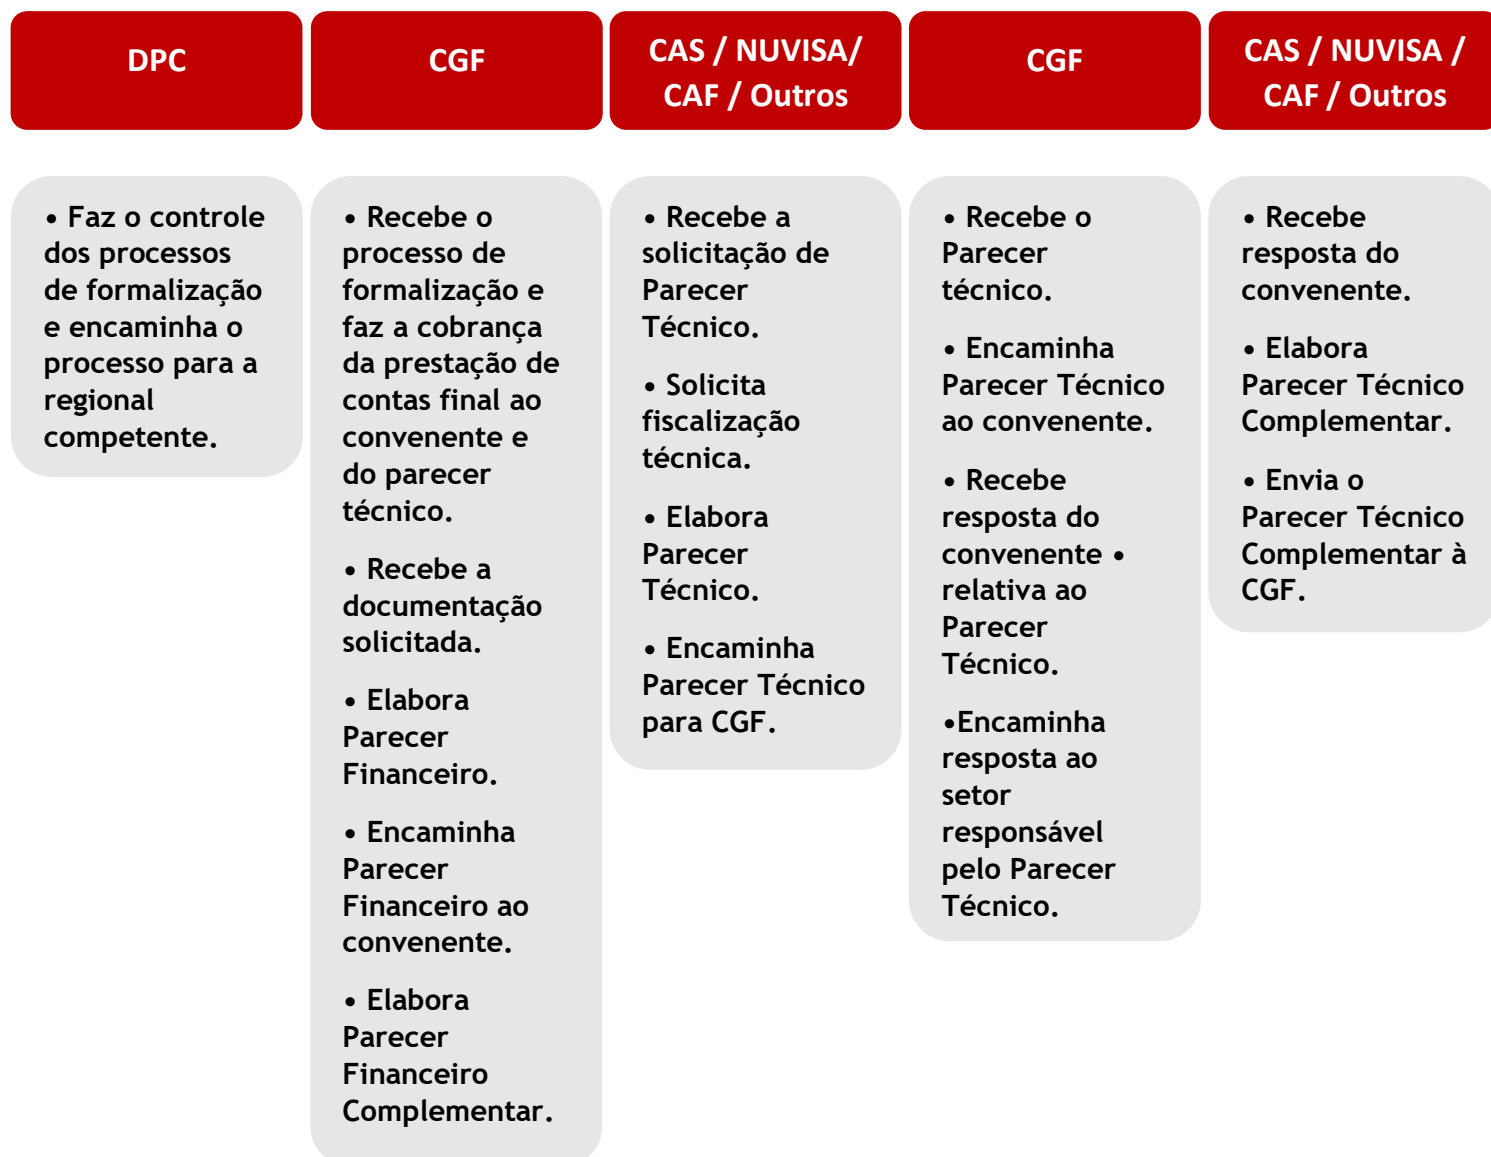 DPC
• Faz o controle
dos processos
de formalização
e encaminha o
processo para a
regional
competente.
CGF
• Recebe o
processo de
formalização e
faz a cobrança
da prestação de
contas final ao
convenente e
do parecer
técnico.
• Recebe a
documentação
solicitada.
• Elabora
Parecer
Financeiro.
• Encaminha
Parecer
Financeiro ao
convenente.
• Elabora
Parecer
Financeiro
Complementar.
CAS / NUVISA/
CAF / Outros
• Recebe a
solicitação de
Parecer
Técnico.
• Solicita
fiscalização
técnica.
• Elabora
Parecer
Técnico.
• Encaminha
Parecer Técnico
para CGF.
CGF
• Recebe o
Parecer
técnico.
• Encaminha
Parecer Técnico
ao convenente.
• Recebe
resposta do
convenente •
relativa ao
Parecer
Técnico.
•Encaminha
resposta ao
setor
responsável
pelo Parecer
Técnico.
CAS / NUVISA /
CAF / Outros
• Recebe
resposta do
convenente.
• Elabora
Parecer Técnico
Complementar.
• Envia o
Parecer Técnico
Complementar à
CGF.